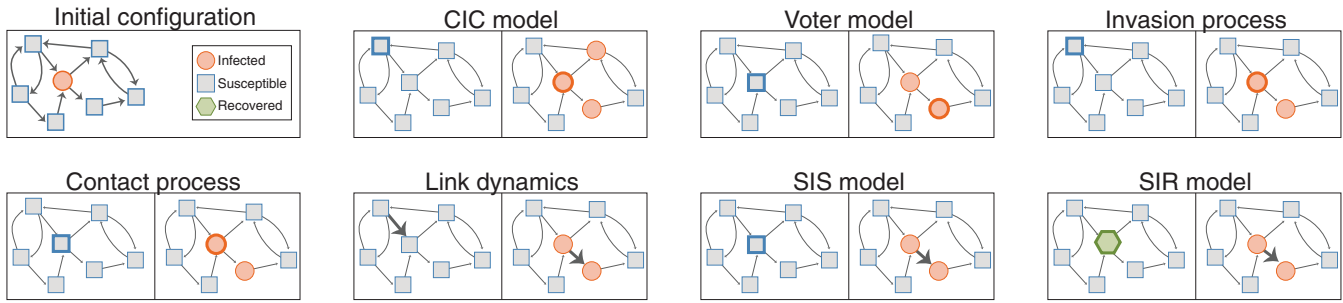 Initial configuration
Infected
Susceptible
Recovered
CIC model
Voter model
Invasion process
Contact process
Link dynamics
SIS model
SIR model